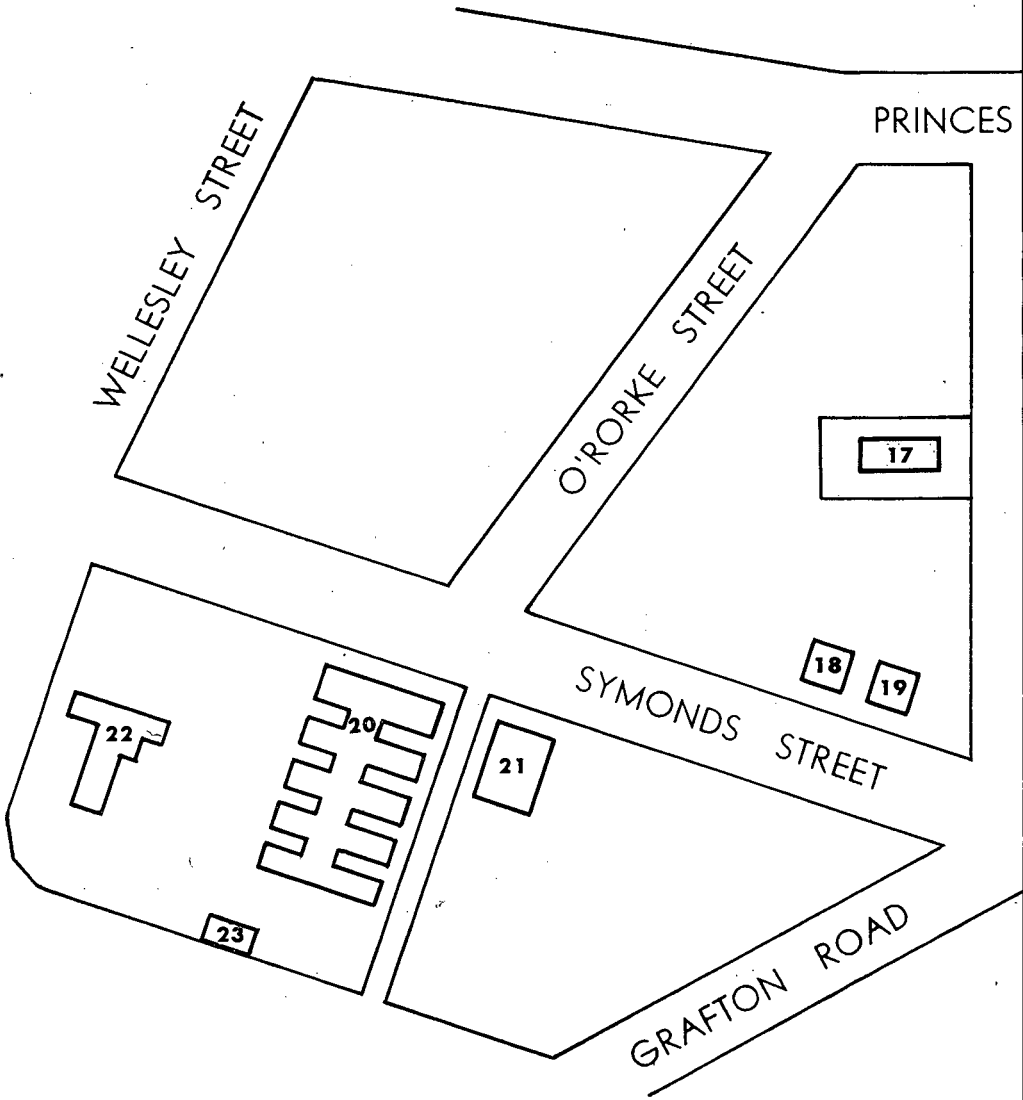 PRINCES
WELLESLEY STREET
O'RORKE STREET
17
18
19
SYMONDS STREET
20
21
22
23
GRAFTON ROAD